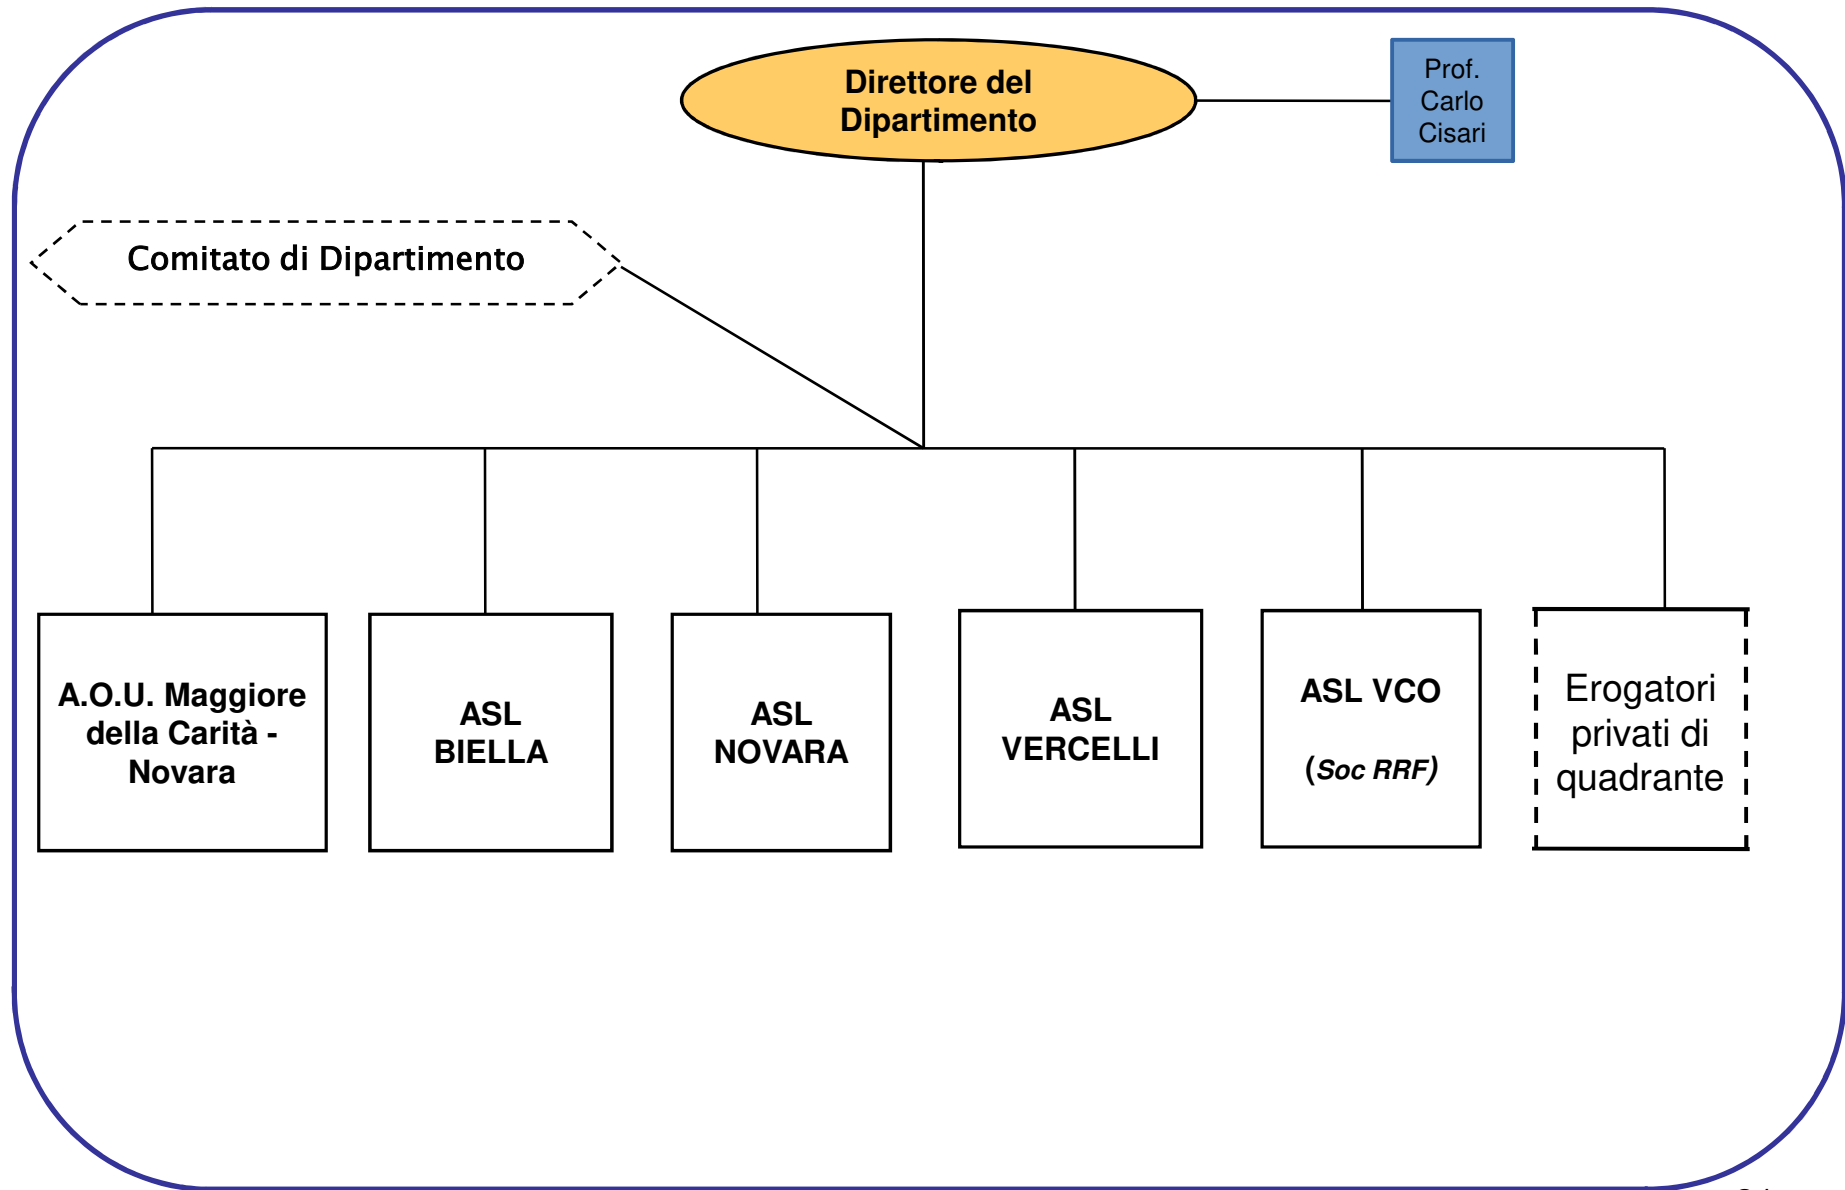 Direttore del
Dipartimento
Prof.
Carlo
Cisari
Comitato di Dipartimento
A.O.U. Maggiore
della Carità -
Novara
ASL
BIELLA
ASL
NOVARA
ASL
VERCELLI
ASL VCO
(Soc RRF)
Erogatori
privati di
quadrante